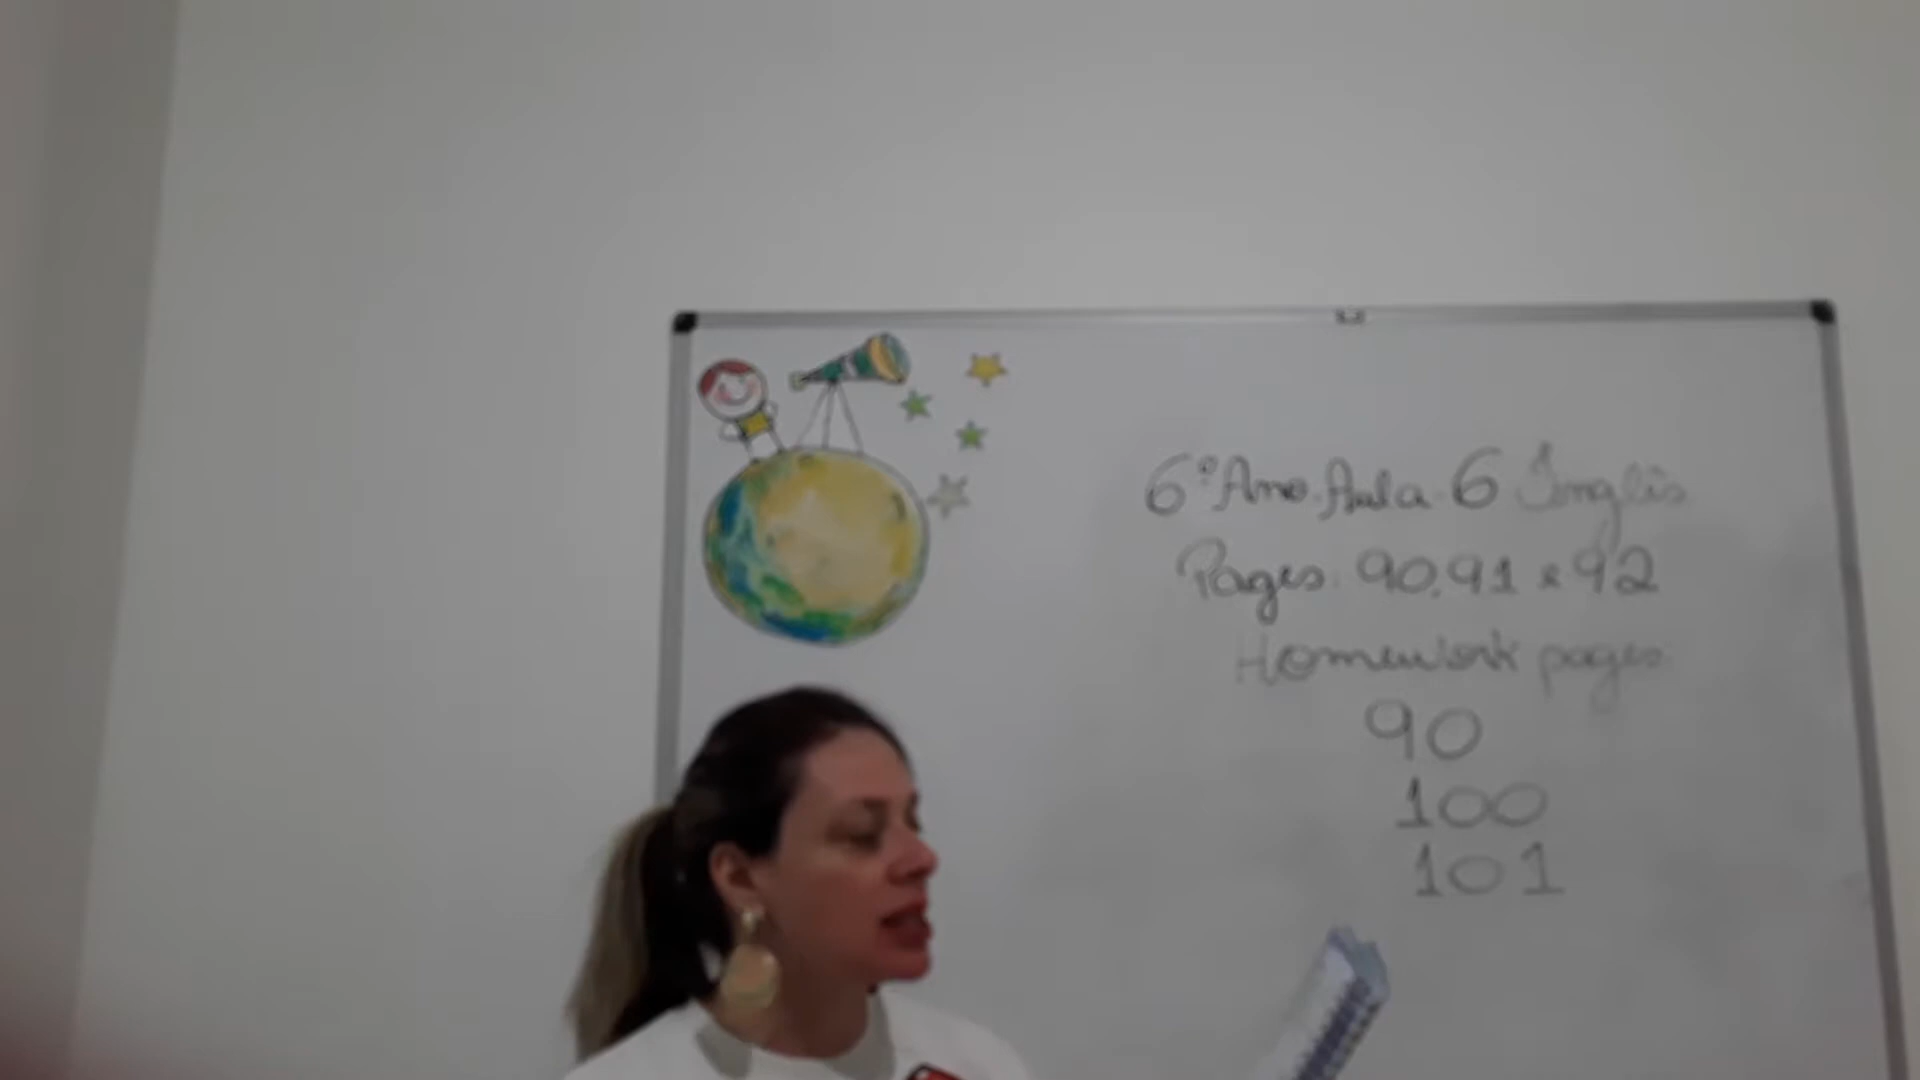 6º Ano. Aula. 6 Inglês
Pages: 90, 91 e 92
Homework pages:
90
100
101